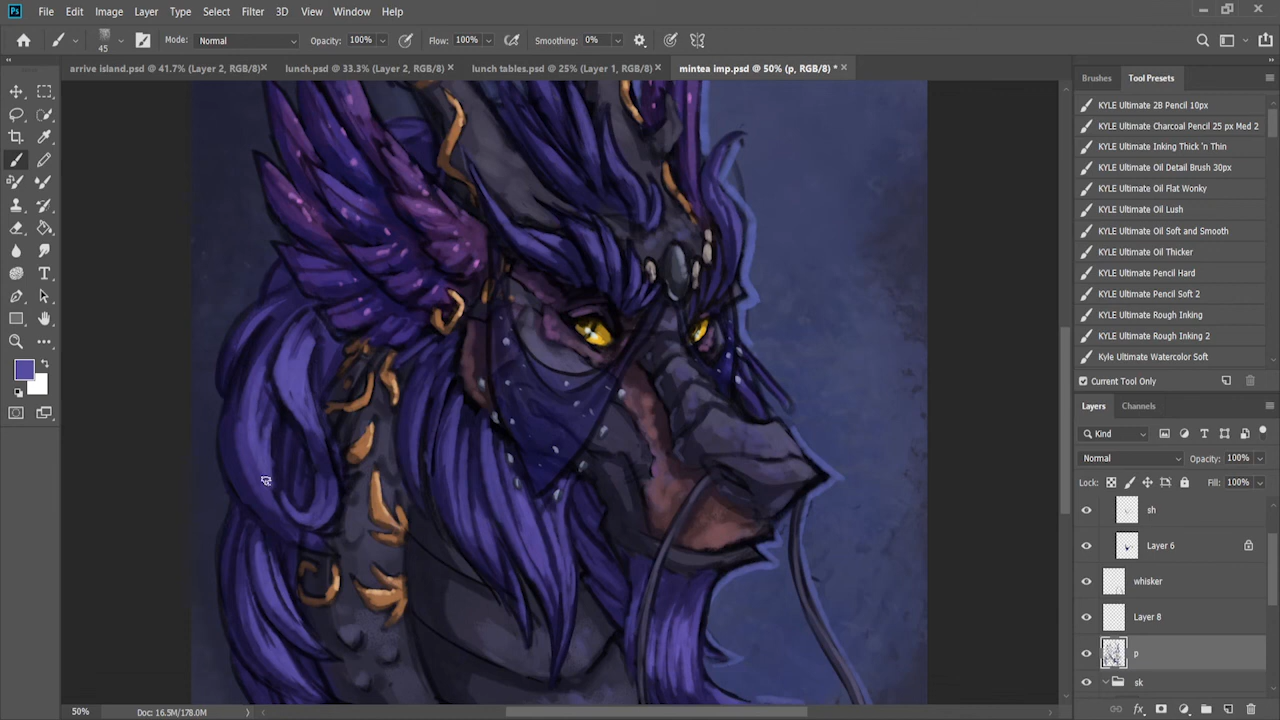 Ps File Edit Image Layer Type Select Filter 3D View Window Help
45 Mode: Normal Opacity: 100% Flow: 100% Smoothing: 0%
arrive island.psd @ 41.7% (Layer 2, RGB/8) lunch.psd @ 33.3% (Layer 2, RGB/8) lunch tables.psd @ 25% (Layer 1, RGB/8) mintea imp.psd @ 50% (p, RGB/8) *
Brushes Tool Presets
KYLE Ultimate 2B Pencil 10px
KYLE Ultimate Charcoal Pencil 25 px Med 2
KYLE Ultimate Inking Thick 'n Thin
KYLE Ultimate Oil Detail Brush 30px
KYLE Ultimate Oil Flat Wonky
KYLE Ultimate Oil Lush
KYLE Ultimate Oil Soft and Smooth
KYLE Ultimate Oil Thicker
KYLE Ultimate Pencil Hard
KYLE Ultimate Pencil Soft 2
KYLE Ultimate Rough Inking
KYLE Ultimate Rough Inking 2
Kyle Ultimate Watercolor Soft
Current Tool Only
Layers Channels
Kind
Normal Opacity: 100%
Lock: Fill: 100%
sh
Layer 6
whisker
Layer 8
p
sk
50% Doc: 16.5M/178.0M